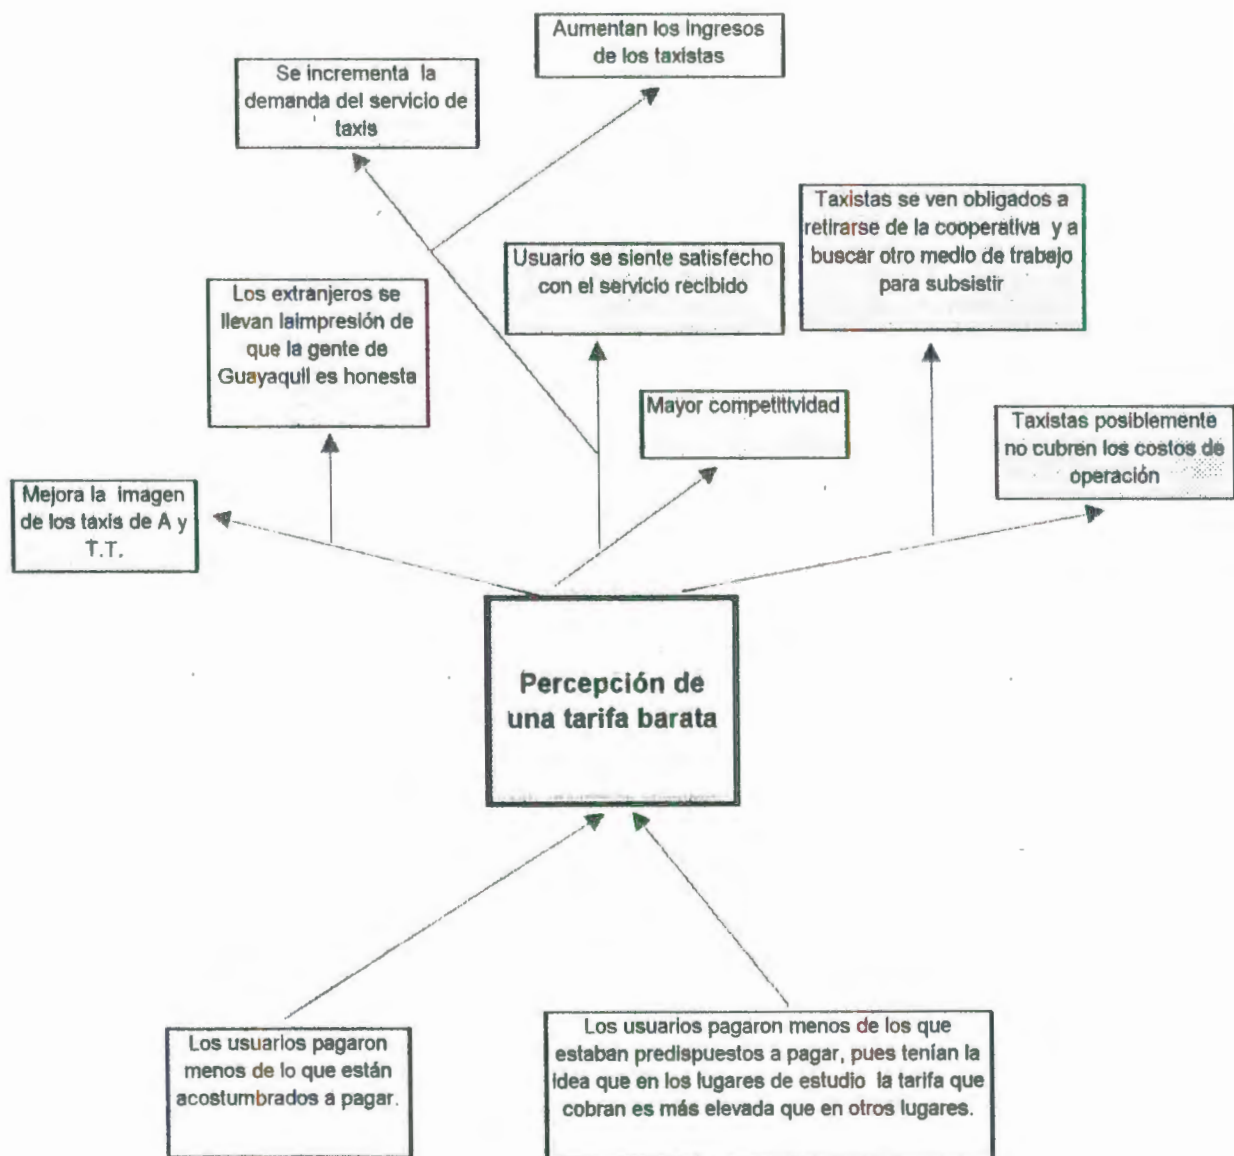 Aumentan los ingresos
de los taxistas
Se incrementa la
demanda del servicio de
taxis
Taxistas se ven obligados a
retirarse de la cooperativa y a
buscar otro medio de trabajo
para subsistir
Usuario se siente satisfecho
con el servicio recibido
Los extranjeros se
llevan laimpresión de
que la gente de
Guayaquil es honesta
Mayor competitividad
Taxistas posiblemente
no cubren los costos de
operación
Mejora la imagen
de los taxis de A y
T.T.
Percepción de
una tarifa barata
Los usuarios pagaron
menos de lo que están
acostumbrados a pagar.
Los usuarios pagaron menos de los que
estaban predispuestos a pagar, pues tenían la
idea que en los lugares de estudio la tarifa que
cobran es más elevada que en otros lugares.